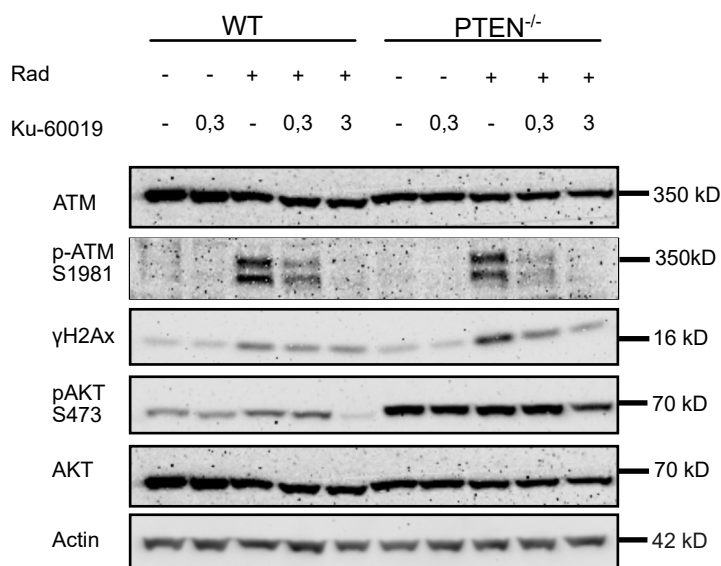 WT PTEN-/-
Rad - - + + + - - + + +
Ku-60019 - 0,3 - 0,3 3 - 0,3 - 0,3 3
ATM 350 kD
p-ATM
S1981 350kD
γH2Ax 16 kD
pAKT
S473 70 kD
AKT 70 kD
Actin 42 kD